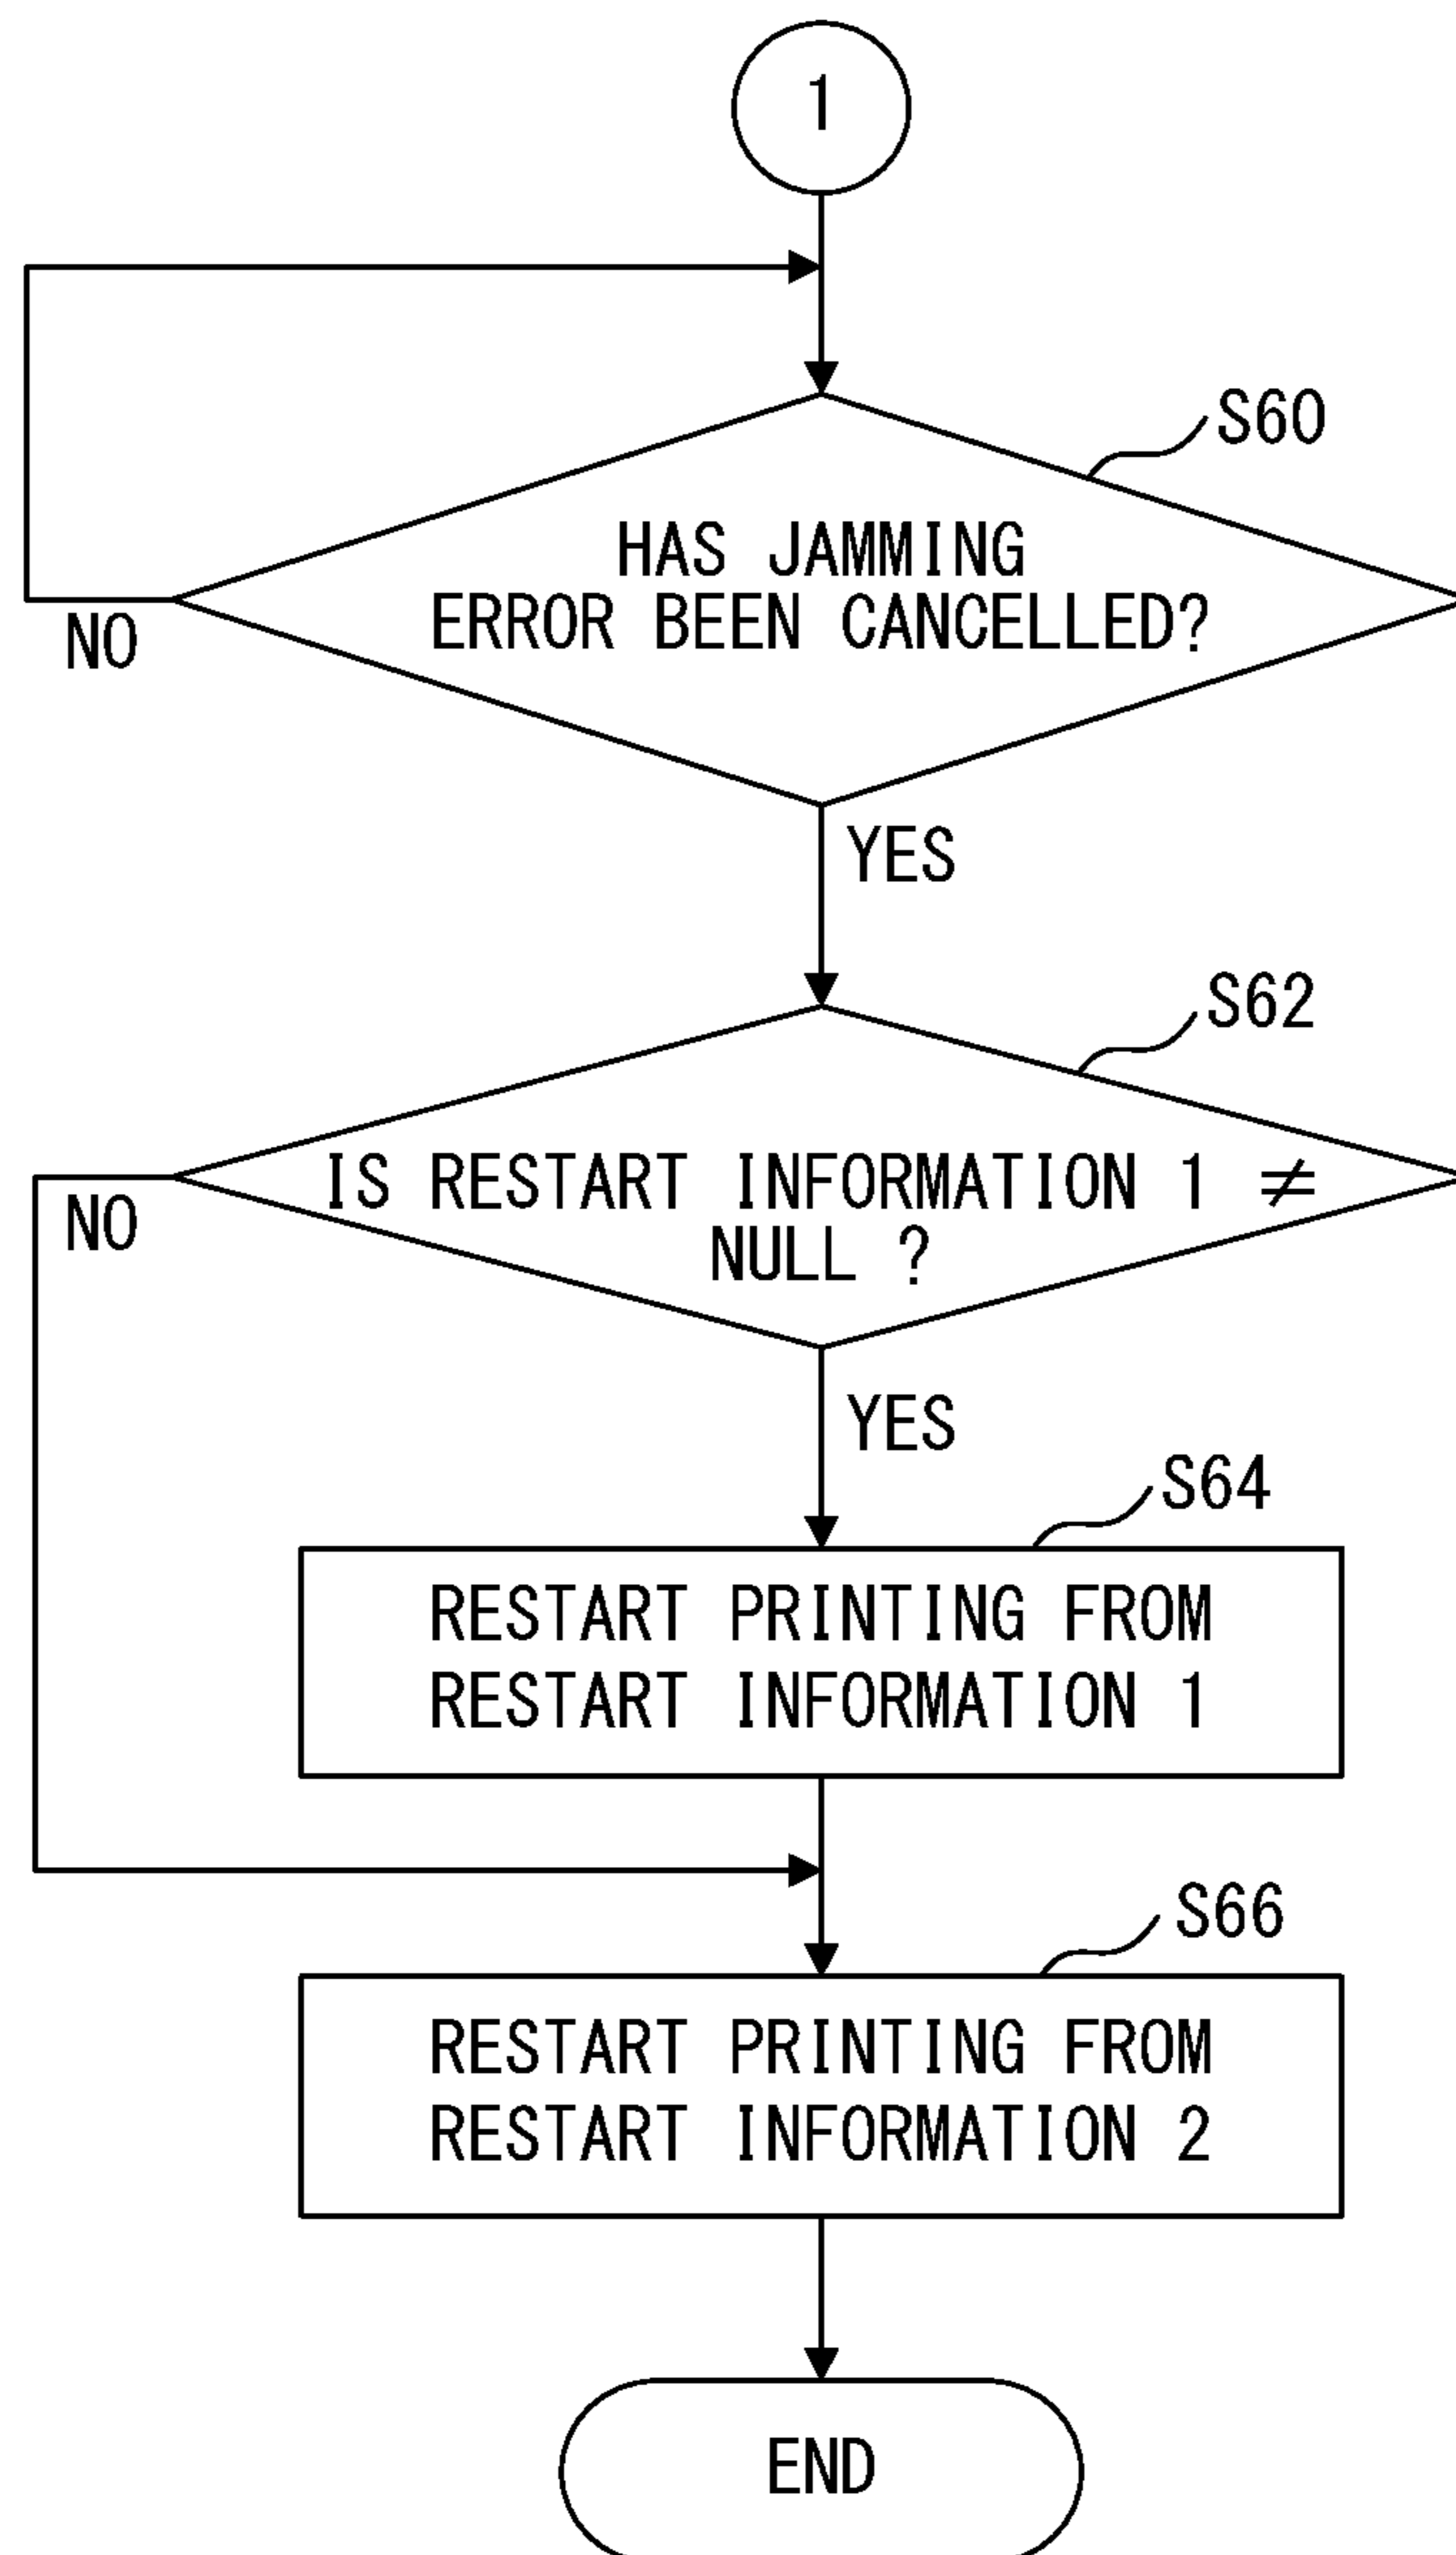 1
S60
HAS JAMMING
ERROR BEEN CANCELLED?
NO
YES
S62
IS RESTART INFORMATION 1 ≠
NULL ?
NO
YES
S64
RESTART PRINTING FROM
RESTART INFORMATION 1
S66
RESTART PRINTING FROM
RESTART INFORMATION 2
END